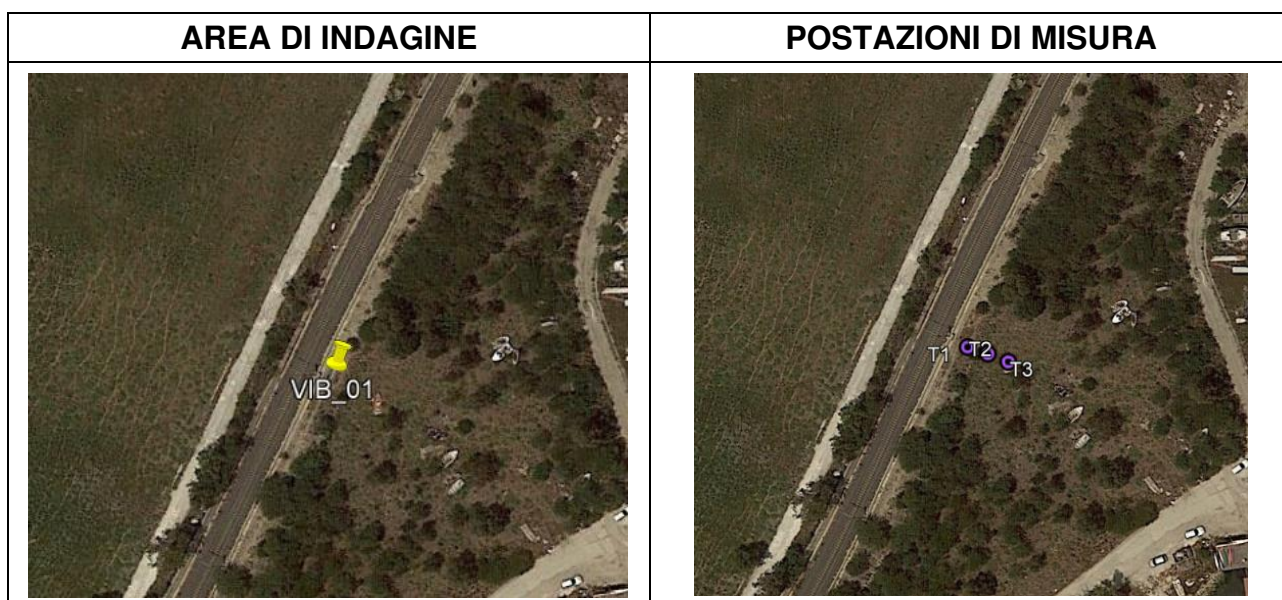 AREA DI INDAGINE
POSTAZIONI DI MISURA
VIB_01
T1 T2 T3